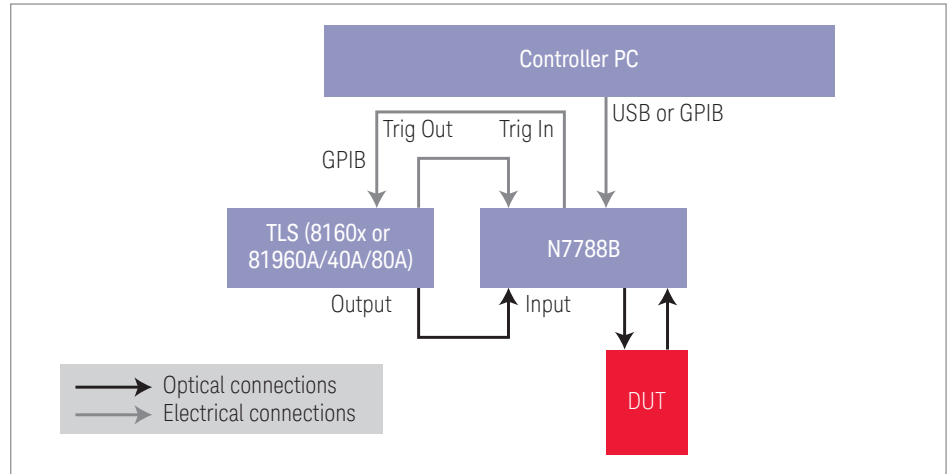 Controller PC
USB or GPIB
Trig Out
Trig In
GPIB
TLS (8160x or
81960A/40A/80A)
N7788B
Output
Input
DUT
Optical connections
Electrical connections